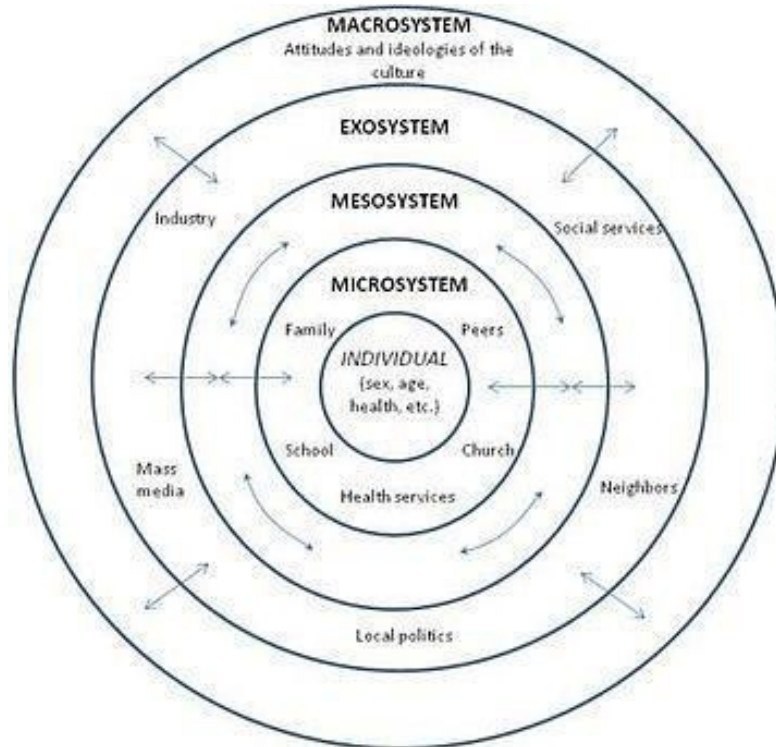 MACROSYSTEM
Attitudes and ideologies of the
culture
EXOSYSTEM
MESOSYSTEM
Industry
Social services
MICROSYSTEM
Family
Peers
INDIVIDUAL
{sex, age,
health, etc.}
School
Church
Mass
media
Health services
Neighbors
Local politics